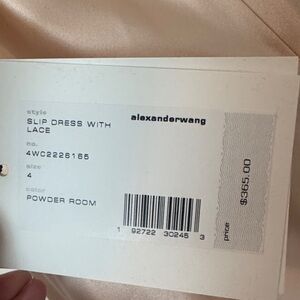 style
SLIP DRESS WITH
LACE
no.
4WC2226165
size
4
color
POWDER ROOM
alexanderwang
1 92722 30245 3
price
$365.00